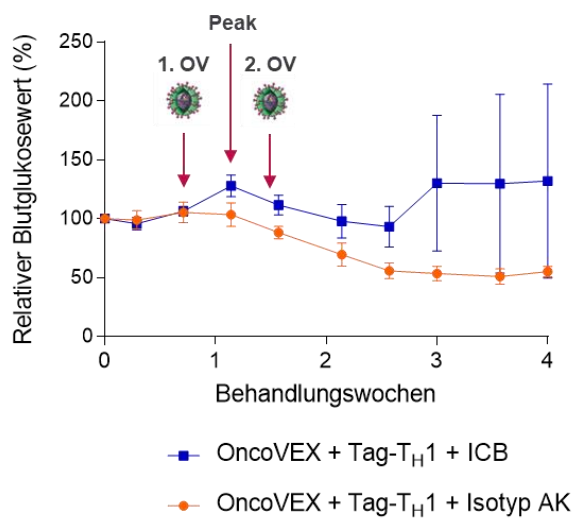 Peak
1. OV
2. OV
Relativer Blutglukosewert (%)
250
200
150
100
50
0
0
1
2
3
4
Behandlungswochen
OncoVEX + Tag-TH1 + ICB
OncoVEX + Tag-TH1 + Isotyp AK